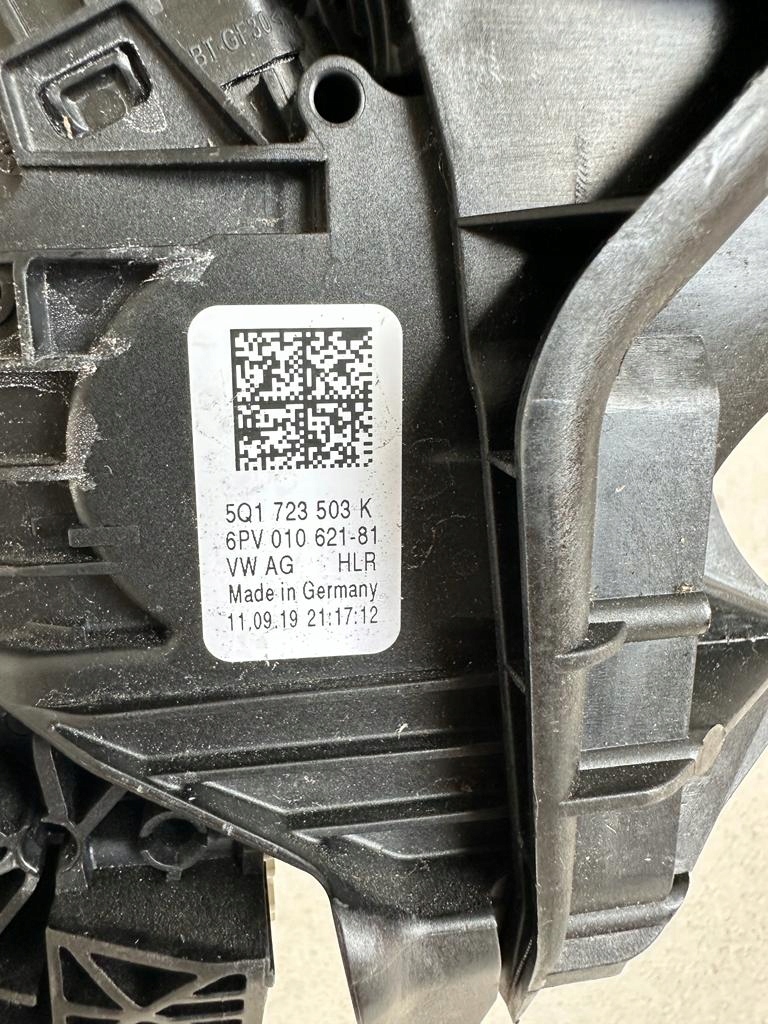 BT GF30
5Q1 723 503 K
6PV 010 621-81
VW AG HLR
Made in Germany
11.09.19 21:17:12